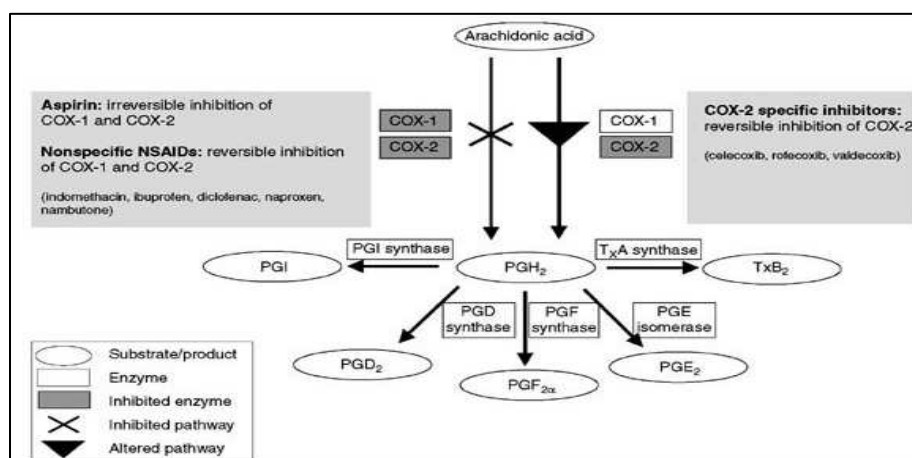 Arachidonic acid
Aspirin: irreversible inhibition of
COX-1 and COX-2
Nonspecific NSAIDs: reversible inhibition
of COX-1 and COX-2
(indomethacin, ibuprofen, diclofenac, naproxen,
nambutone)
COX-1
COX-2
COX-1
COX-2
COX-2 specific inhibitors:
reversible inhibition of COX-2
(celecoxib, rofecoxib, valdecoxib)
PGI
PGI synthase
PGH₂
TₓA synthase
TxB₂
PGD
synthase
PGF
synthase
PGE
isomerase
PGD₂
PGF₂α
PGE₂
Substrate/product
Enzyme
Inhibited enzyme
Inhibited pathway
Altered pathway